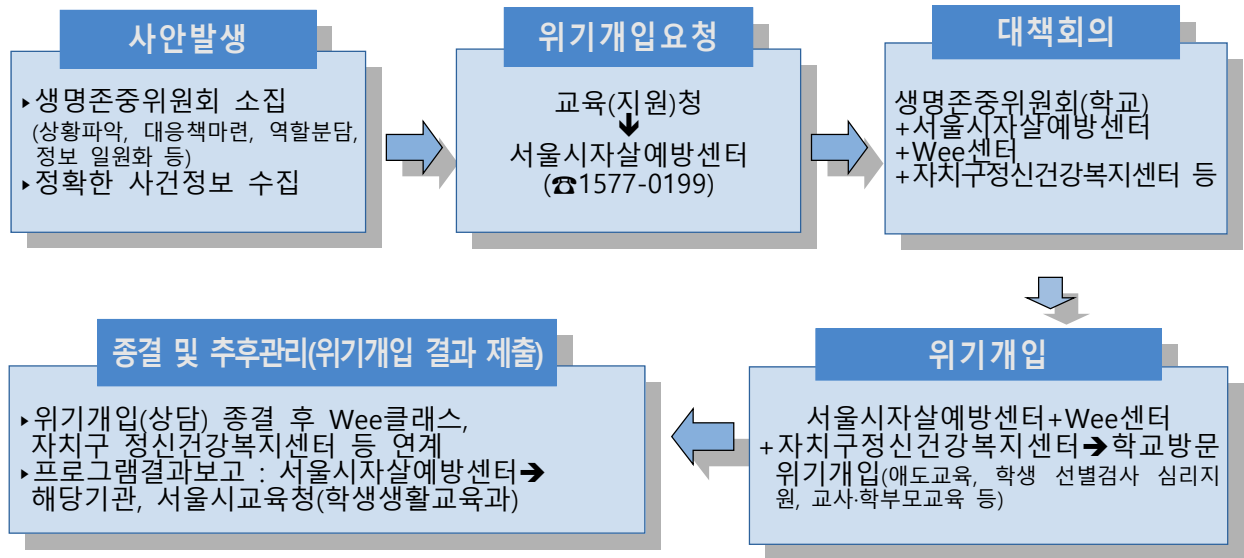 사안발생
▸생명존중위원회 소집
(상황파악, 대응책마련, 역할분담,
정보 일원화 등)
▸정확한 사건정보 수집
위기개입요청
교육(지원)청
↓
서울시자살예방센터
(☎1577-0199)
대책회의
생명존중위원회(학교)
+서울시자살예방센터
+Wee센터
+자치구정신건강복지센터 등
위기개입
서울시자살예방센터+Wee센터
+자치구정신건강복지센터➔학교방문
위기개입(애도교육, 학생 선별검사 심리지
원, 교사·학부모교육 등)
종결 및 추후관리(위기개입 결과 제출)
▸위기개입(상담) 종결 후 Wee클래스,
자치구 정신건강복지센터 등 연계
▸프로그램결과보고 : 서울시자살예방센터➔
해당기관, 서울시교육청(학생생활교육과)